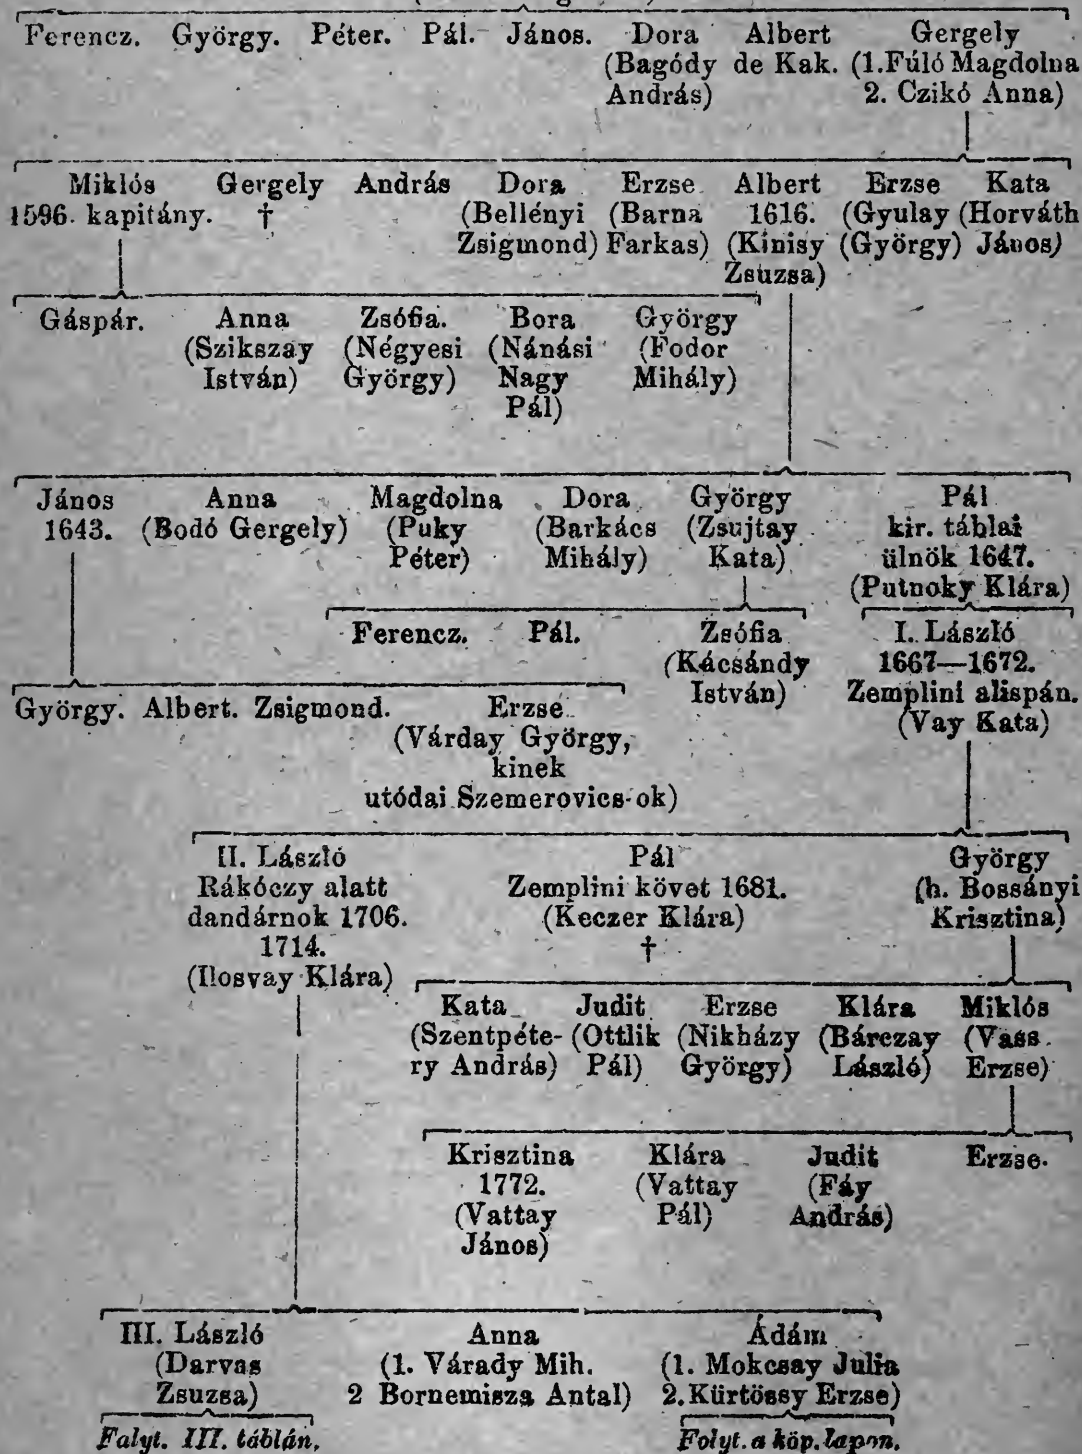 Ferencz. György. Péter. Pál. János. Dora Albert Gergely
(Bagódy de Kak. (1. Fúló Magdolna
András) 2. Czikó Anna)
Miklós Gergely András Dora Erzse Albert Erzse Kata
1596. kapitány. † (Bellényi (Barna 1616. (Gyulay (Horváth
Zsigmond) Farkas) (Kinisy (György) János)
Zsuzsa)
Gáspár. Anna Zsófia. Bora György
(Szikszay (Négyesi (Nánási (Fodor
István) György) Nagy Mihály)
Pál)
János Anna Magdolna Dora György Pál
1643. (Bodó Gergely) (Puky (Barkács (Zsujtay kir. táblai
Péter) Mihály) Kata) ülnök 1647.
(Putnoky Klára)
Ferencz. Pál. Zsófia I. László
(Kácsándy 1667—1672.
István) Zemplini alispán.
(Vay Kata)
György. Albert. Zsigmond. Erzse
(Várday György,
kinek
utódai Szemerovics-ok)
II. László Pál György
Rákóczy alatt Zemplini követ 1681. (h. Bossányi
dandárnok 1706. (Keczer Klára) Krisztina)
1714. †
(Ilosvay Klára)
Kata Judit Erzse Klára Miklós
(Szentpéte- (Ottlik (Nikházy (Bárczay (Vass
ry András) Pál) György) László) Erzse)
Krisztina Klára Judit Erzse.
1772. (Vattay (Fáy
(Vattay Pál) András)
János)
III. László Anna Ádám
(Darvas (1. Várady Mih. (1. Mokcsay Julia
Zsuzsa) 2 Bornemisza Antal) 2. Kürtössy Erzse)
Falyt. III. táblán. Folyt. a köp. lapon.